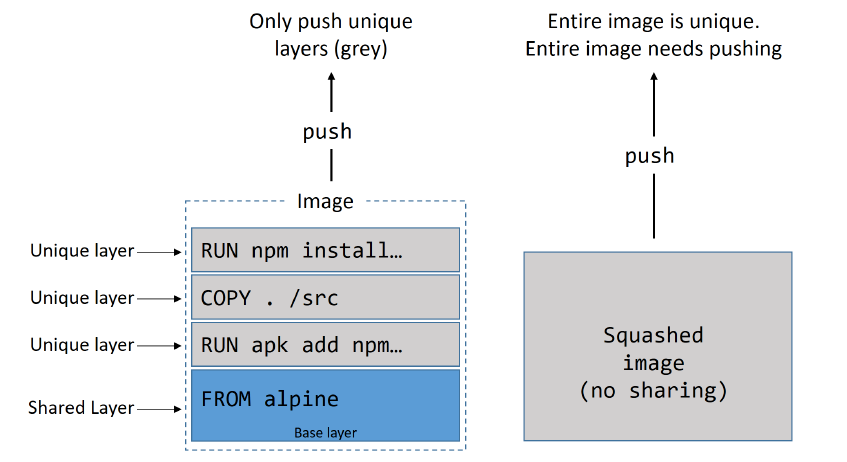 Only push unique
layers (grey)
push
Image
Unique layer
RUN npm install…
Unique layer
COPY . /src
Unique layer
RUN apk add npm…
Shared Layer
FROM alpine
Base layer
Entire image is unique.
Entire image needs pushing
push
Squashed
image
(no sharing)